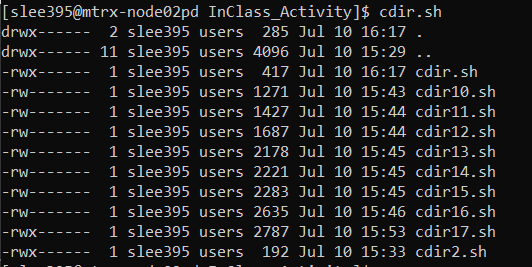 [slee395@mtrx-node02pd InClass_Activity]$ cdir.sh
drwx------  2 slee395 users  285 Jul 10 16:17 .
drwx------ 11 slee395 users 4096 Jul 10 15:29 ..
-rwx------  1 slee395 users  417 Jul 10 16:17 cdir.sh
-rw-------  1 slee395 users 1271 Jul 10 15:43 cdir10.sh
-rw-------  1 slee395 users 1427 Jul 10 15:44 cdir11.sh
-rw-------  1 slee395 users 1687 Jul 10 15:44 cdir12.sh
-rw-------  1 slee395 users 2178 Jul 10 15:45 cdir13.sh
-rw-------  1 slee395 users 2221 Jul 10 15:45 cdir14.sh
-rw-------  1 slee395 users 2283 Jul 10 15:45 cdir15.sh
-rw-------  1 slee395 users 2635 Jul 10 15:46 cdir16.sh
-rwx------  1 slee395 users 2787 Jul 10 15:53 cdir17.sh
-rwx------  1 slee395 users  192 Jul 10 15:33 cdir2.sh